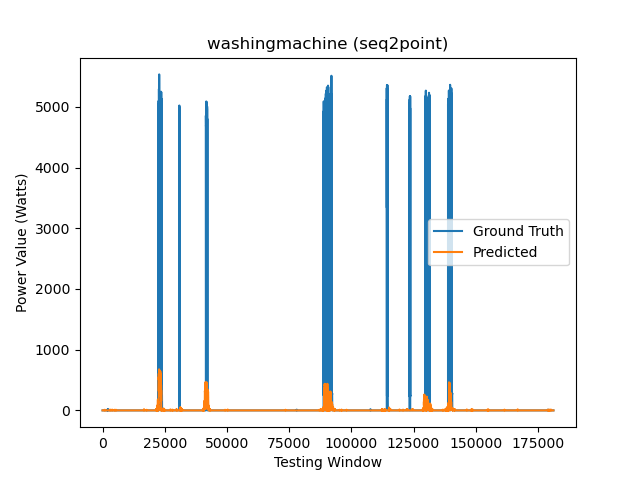 washingmachine (seq2point)
Power Value (Watts)
5000
4000
3000
2000
1000
0
Ground Truth
Predicted
0 25000 50000 75000 100000 125000 150000 175000
Testing Window